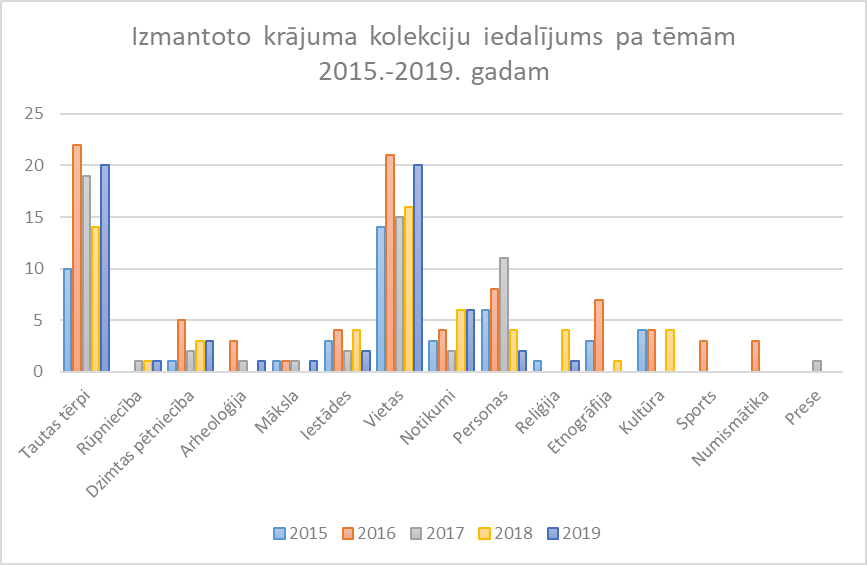 Izmantoto krājuma kolekciju iedalījums pa tēmām
2015.-2019. gadam
25
20
15
10
5
0
Tautas tērpi
Rūpniecība
Dzimtas pētniecība
Arheoloģija
Māksla
Iestādes
Vietas
Notikumi
Personas
Reliģija
Etnogrāfija
Kultūra
Sports
Numismātika
Prese
2015 2016 2017 2018 2019